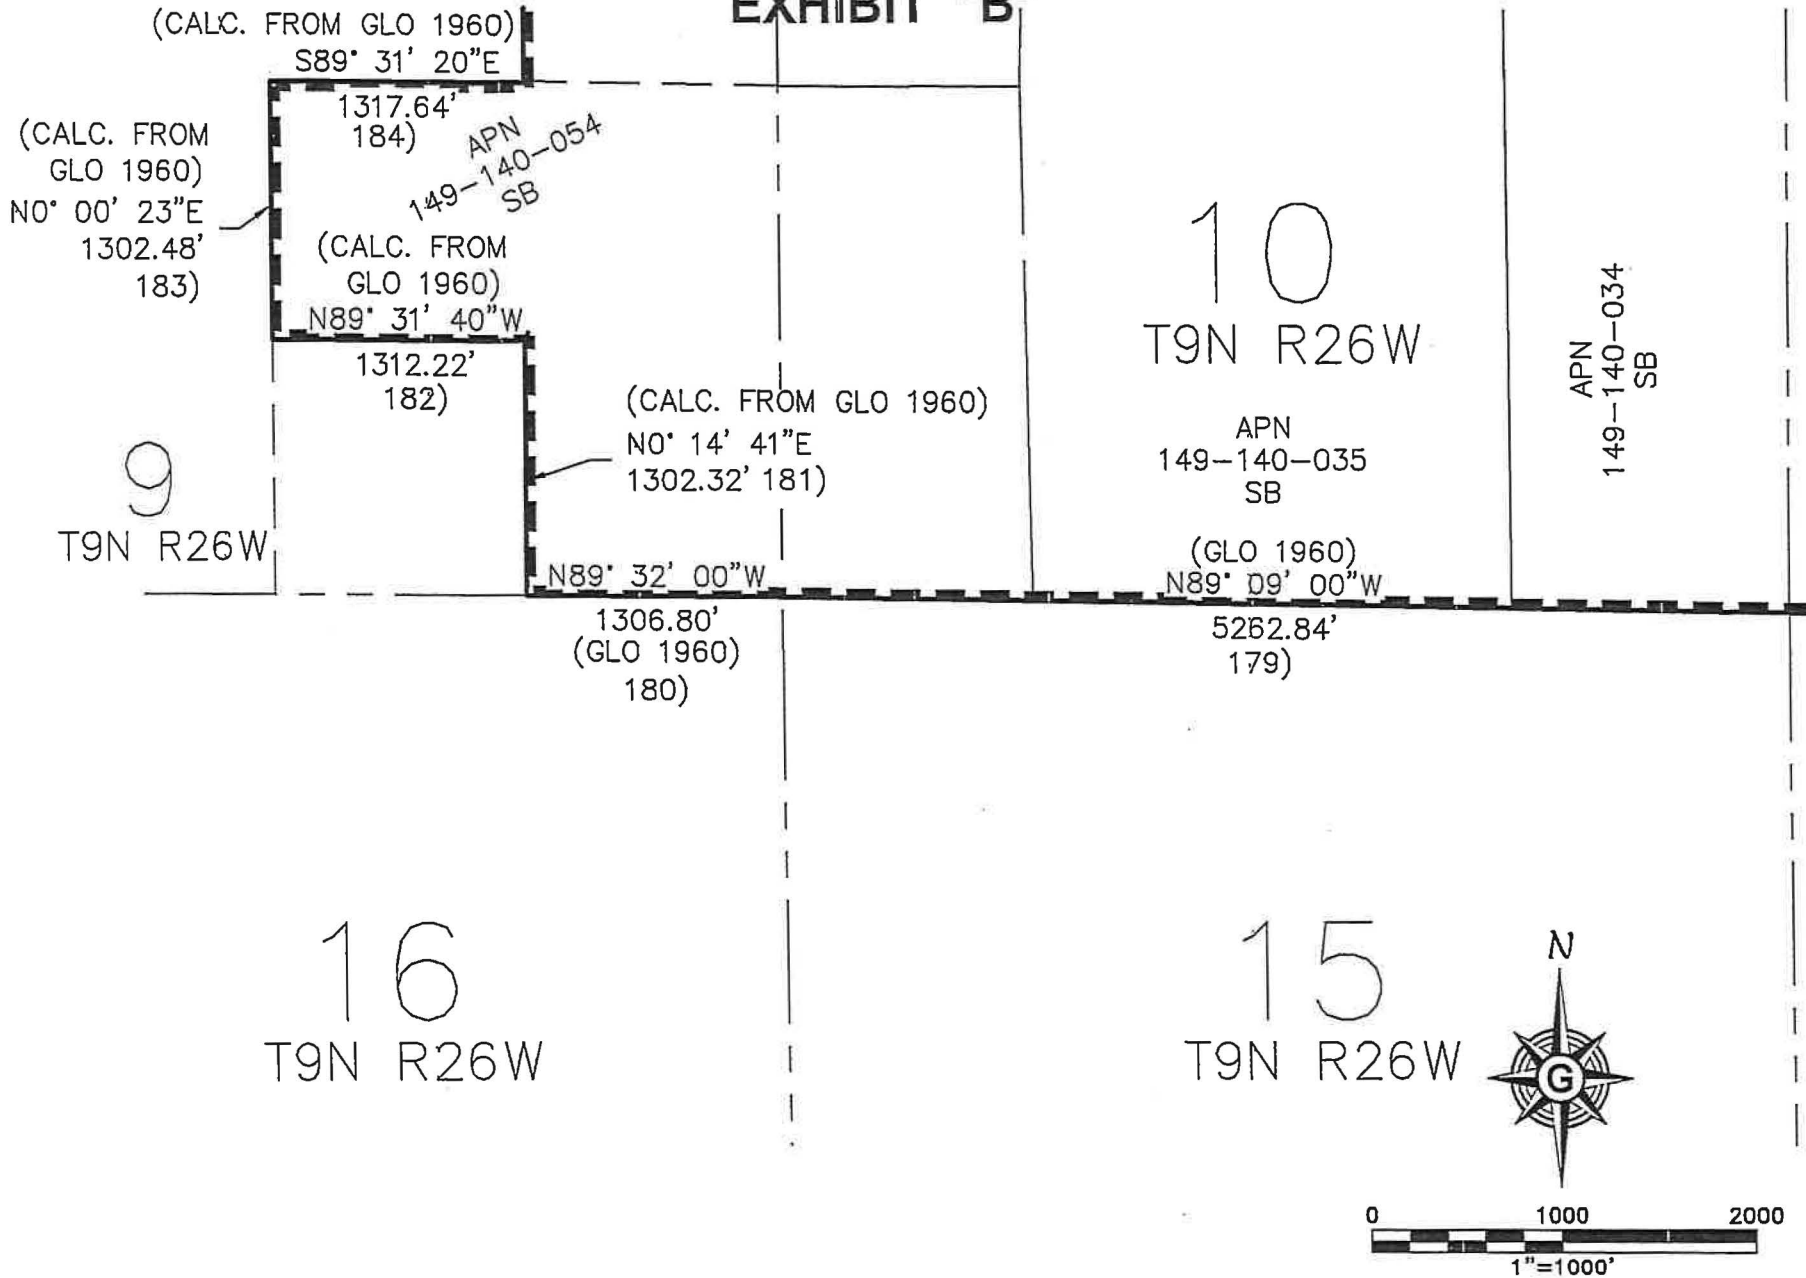 EXHIBIT "B"
(CALC. FROM GLO 1960)
S89° 31' 20"E
1317.64'
184)
(CALC. FROM
GLO 1960)
N0° 00' 23"E
1302.48'
183)
APN
149-140-054
SB
(CALC. FROM
GLO 1960)
N89° 31' 40"W
1312.22'
182)
(CALC. FROM GLO 1960)
N0° 14' 41"E
1302.32' 181)
9
T9N R26W
10
T9N R26W
APN
149-140-035
SB
APN
149-140-034
SB
N89° 32' 00"W
1306.80'
(GLO 1960)
180)
(GLO 1960)
N89° 09' 00"W
5262.84'
179)
16
T9N R26W
15
T9N R26W
N
G
0 1000 2000
1"=1000'